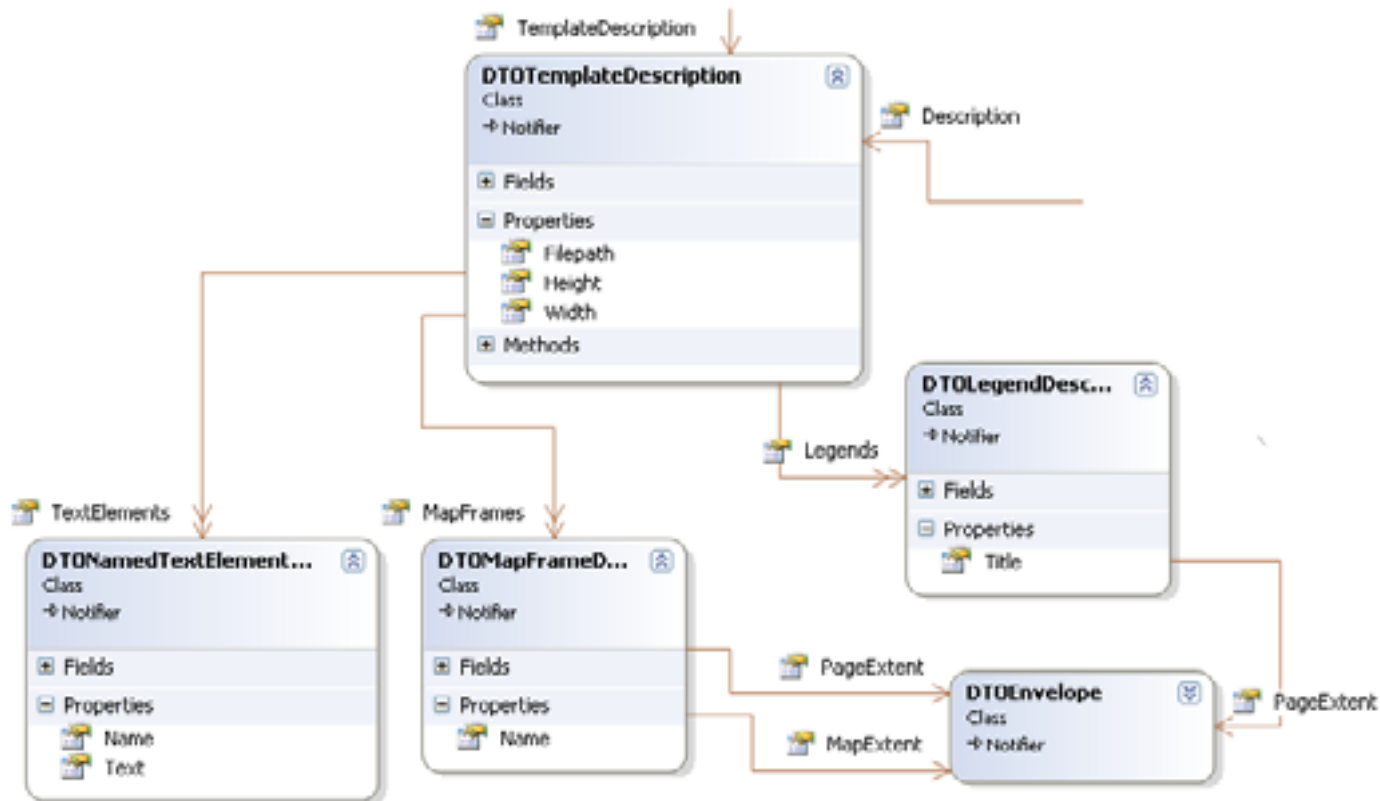 TemplateDescription
DTOTemplateDescription
Class
Notifier
Fields
Properties
Filepath
Height
Width
Methods
Description
DTOLegendDesc...
Class
Notifier
Fields
Properties
Title
Legends
TextElements
DTONamedTextElement...
Class
Notifier
Fields
Properties
Name
Text
MapFrames
DTOMapFrameD...
Class
Notifier
Fields
Properties
Name
PageExtent
MapExtent
DTOEnvelope
Class
Notifier
PageExtent